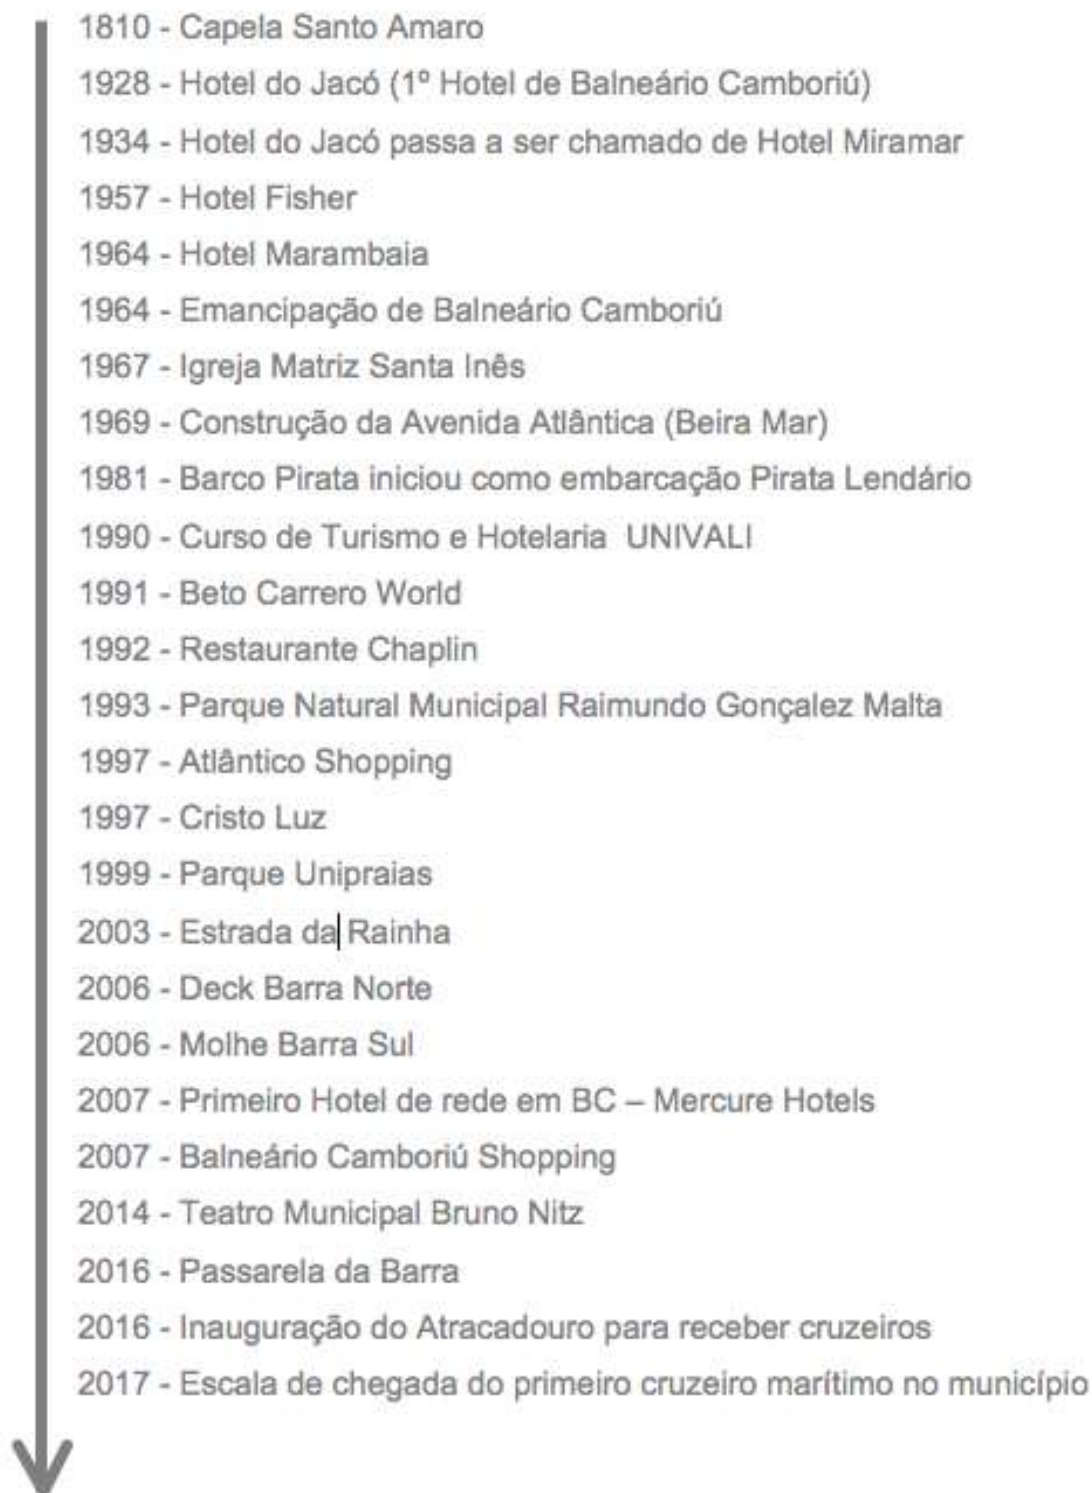 1810 - Capela Santo Amaro
1928 - Hotel do Jacó (1º Hotel de Balneário Camboriú)
1934 - Hotel do Jacó passa a ser chamado de Hotel Miramar
1957 - Hotel Fisher
1964 - Hotel Marambaia
1964 - Emancipação de Balneário Camboriú
1967 - Igreja Matriz Santa Inês
1969 - Construção da Avenida Atlântica (Beira Mar)
1981 - Barco Pirata iniciou como embarcação Pirata Lendário
1990 - Curso de Turismo e Hotelaria  UNIVALI
1991 - Beto Carrero World
1992 - Restaurante Chaplin
1993 - Parque Natural Municipal Raimundo Gonçalez Malta
1997 - Atlântico Shopping
1997 - Cristo Luz
1999 - Parque Unipraias
2003 - Estrada da Rainha
2006 - Deck Barra Norte
2006 - Molhe Barra Sul
2007 - Primeiro Hotel de rede em BC – Mercure Hotels
2007 - Balneário Camboriú Shopping
2014 - Teatro Municipal Bruno Nitz
2016 - Passarela da Barra
2016 - Inauguração do Atracadouro para receber cruzeiros
2017 - Escala de chegada do primeiro cruzeiro marítimo no município